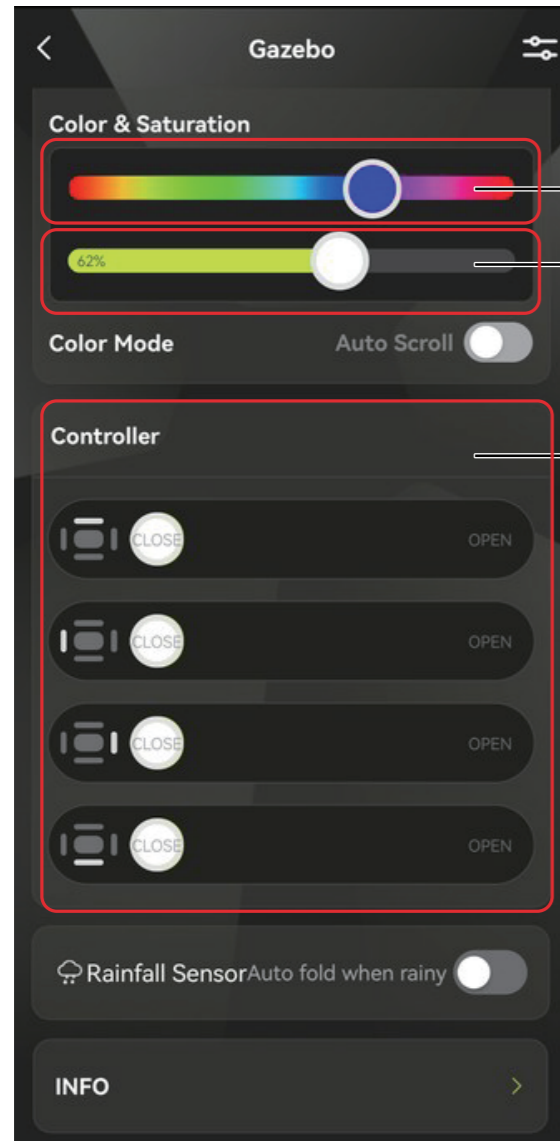 Gazebo
Color & Saturation
62%
Color Mode Auto Scroll
Controller
CLOSE OPEN
CLOSE OPEN
CLOSE OPEN
CLOSE OPEN
Rainfall Sensor Auto fold when rainy
INFO